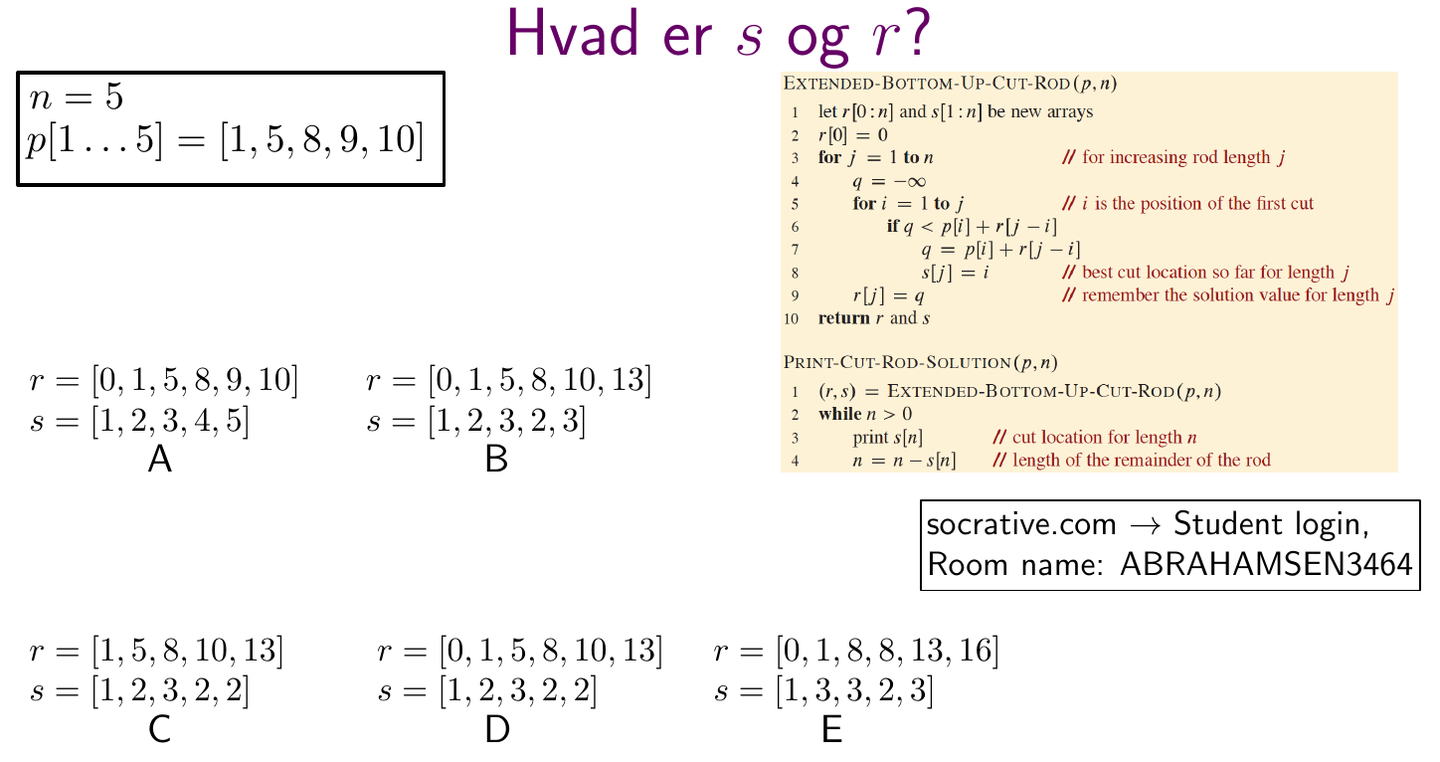 Hvad er s og r?
n = 5
p[1 … 5] = [1, 5, 8, 9, 10]
EXTENDED-BOTTOM-UP-CUT-ROD(p, n)
1 let r[0:n] and s[1:n] be new arrays
2 r[0] = 0
3 for j = 1 to n // for increasing rod length j
4 q = −∞
5 for i = 1 to j // i is the position of the first cut
6 if q < p[i] + r[j − i]
7 q = p[i] + r[j − i]
8 s[j] = i // best cut location so far for length j
9 r[j] = q // remember the solution value for length j
10 return r and s
PRINT-CUT-ROD-SOLUTION(p, n)
1 (r, s) = EXTENDED-BOTTOM-UP-CUT-ROD(p, n)
2 while n > 0
3 print s[n] // cut location for length n
4 n = n − s[n] // length of the remainder of the rod
r = [0, 1, 5, 8, 9, 10]
s = [1, 2, 3, 4, 5]
A
r = [0, 1, 5, 8, 10, 13]
s = [1, 2, 3, 2, 3]
B
socrative.com → Student login,
Room name: ABRAHAMSEN3464
r = [1, 5, 8, 10, 13]
s = [1, 2, 3, 2, 2]
C
r = [0, 1, 5, 8, 10, 13]
s = [1, 2, 3, 2, 2]
D
r = [0, 1, 8, 8, 13, 16]
s = [1, 3, 3, 2, 3]
E